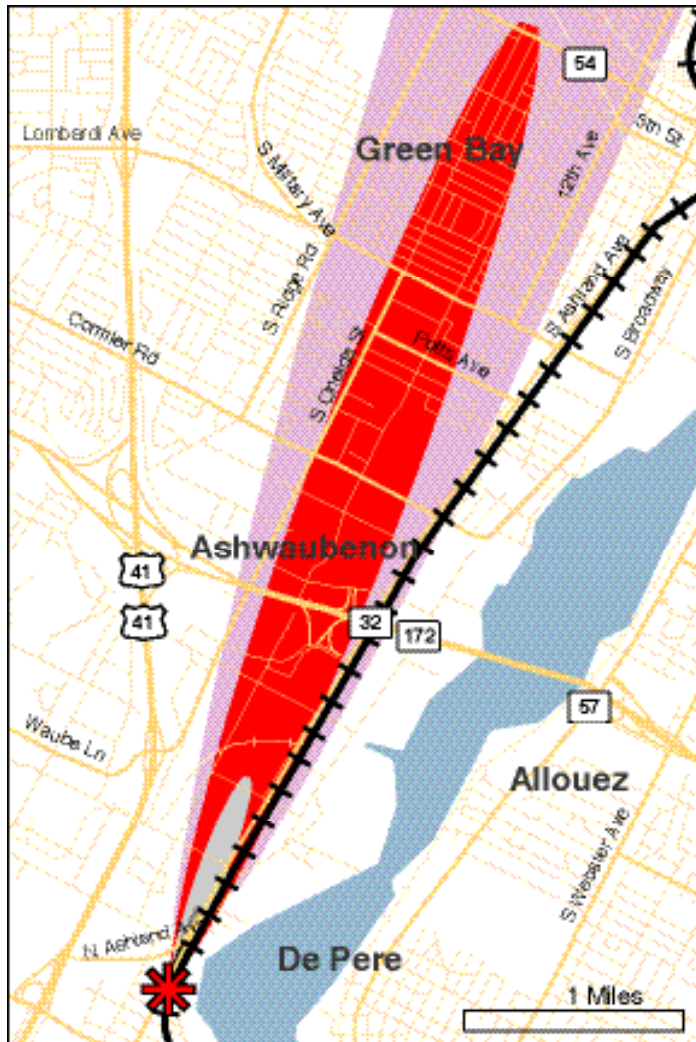 54
Lombardi Ave
S Military Ave
Green Bay
5th St
12th Ave
S Ridge Rd
S Ashland Ave
S Broadway
Cormier Rd
S Oneida St
Potts Ave
Ashwaubenon
41
41
32
172
57
Waube Ln
Allouez
S Webster Ave
N Ashland
De Pere
1 Miles